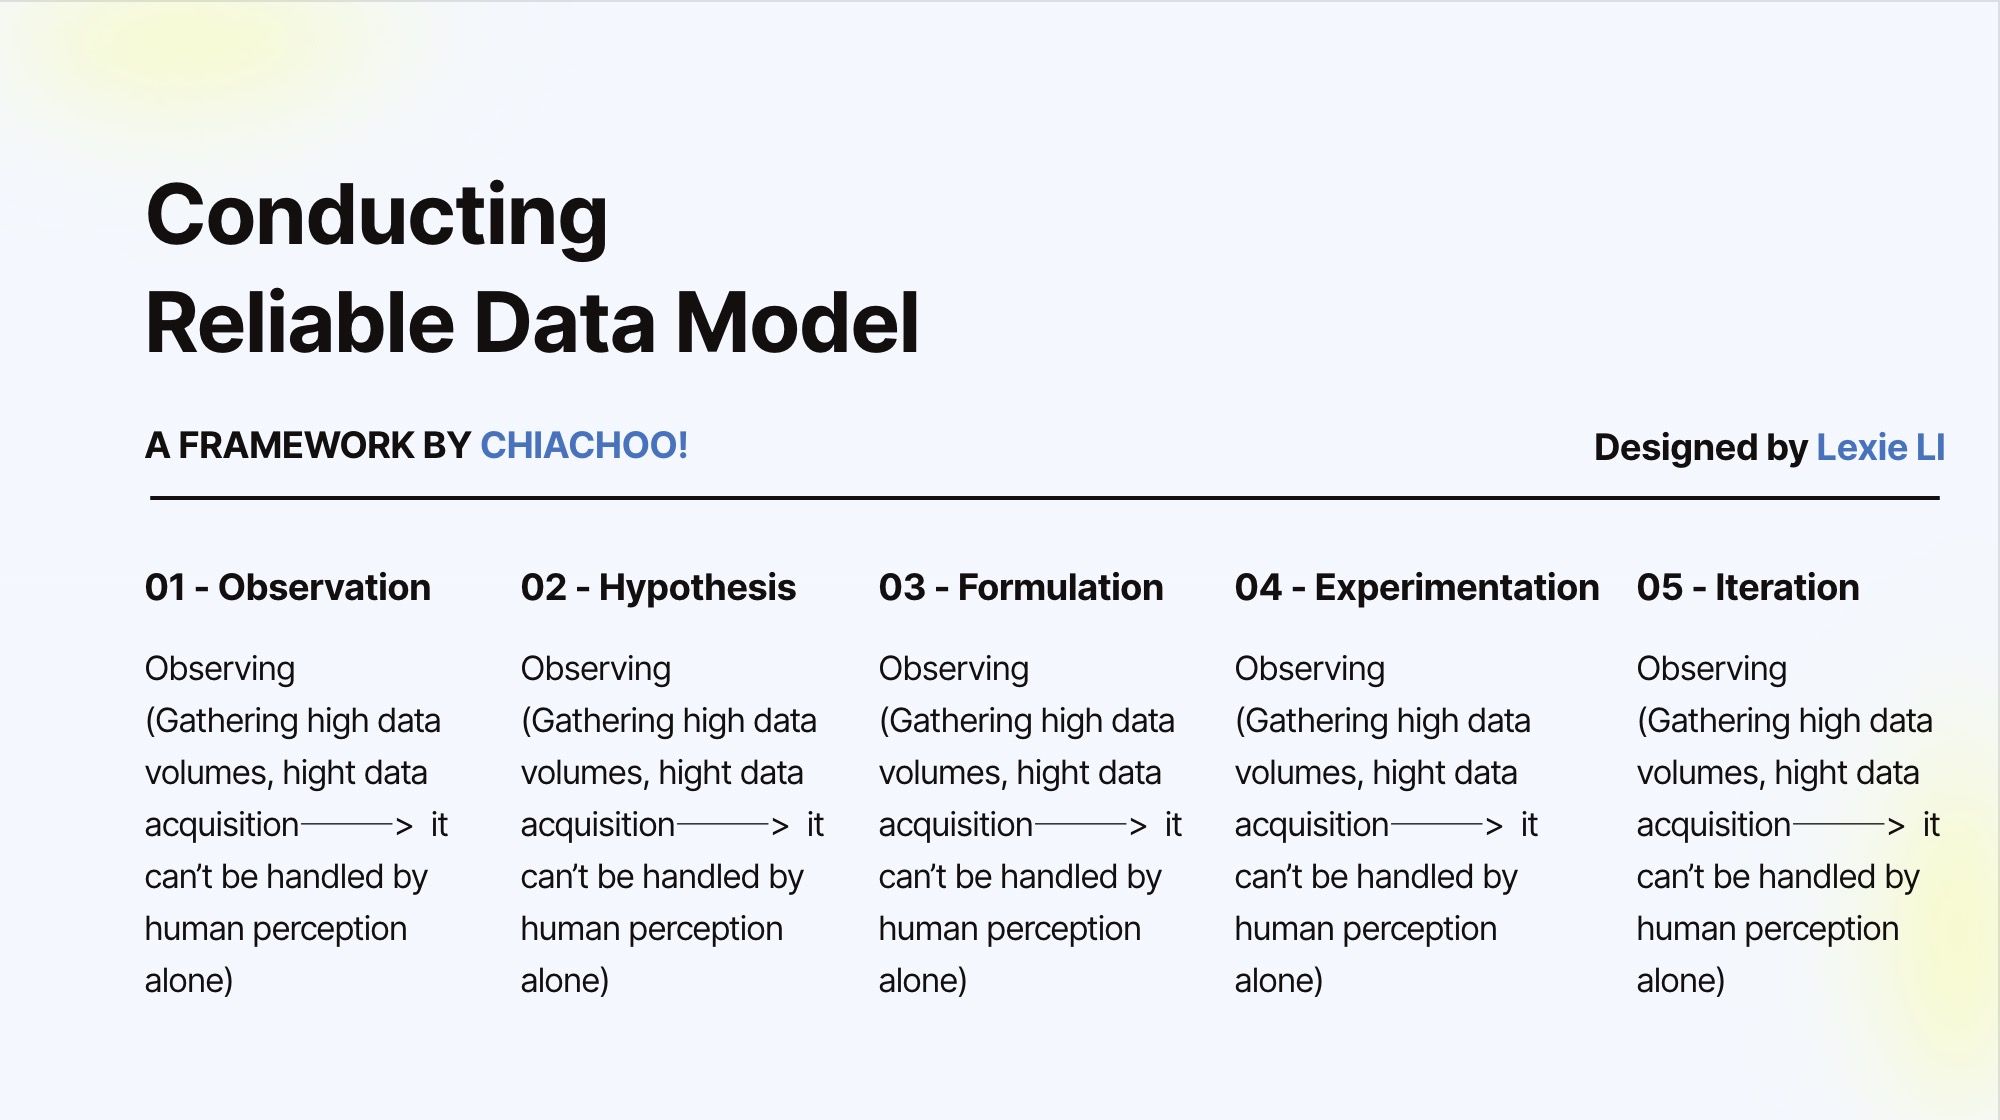 Conducting
Reliable Data Model
A FRAMEWORK BY CHIACHOO!
Designed by Lexie LI
01 - Observation
Observing
(Gathering high data
volumes, hight data
acquisition———> it
can’t be handled by
human perception
alone)
02 - Hypothesis
Observing
(Gathering high data
volumes, hight data
acquisition———> it
can’t be handled by
human perception
alone)
03 - Formulation
Observing
(Gathering high data
volumes, hight data
acquisition———> it
can’t be handled by
human perception
alone)
04 - Experimentation
Observing
(Gathering high data
volumes, hight data
acquisition———> it
can’t be handled by
human perception
alone)
05 - Iteration
Observing
(Gathering high data
volumes, hight data
acquisition———> it
can’t be handled by
human perception
alone)